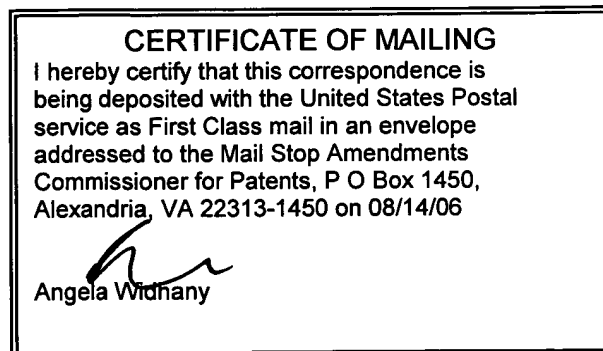 CERTIFICATE OF MAILING
I hereby certify that this correspondence is
being deposited with the United States Postal
service as First Class mail in an envelope
addressed to the Mail Stop Amendments
Commissioner for Patents, P O Box 1450,
Alexandria, VA 22313-1450 on 08/14/06
Angela Widhany